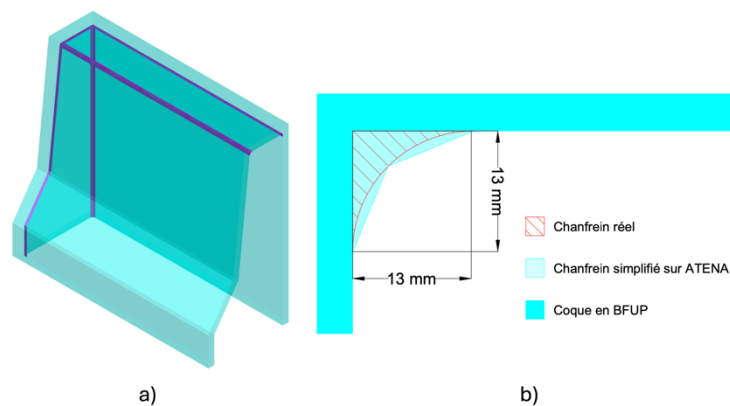 13 mm
13 mm
Chanfrein réel
Chanfrein simplifié sur ATENA
Coque en BFUP
a)
b)